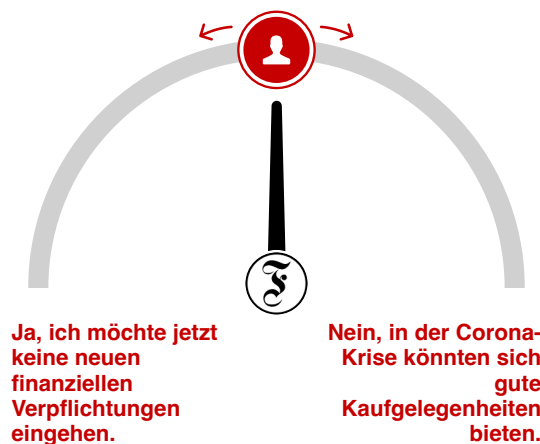 F
Ja, ich möchte jetzt
keine neuen
finanziellen
Verpflichtungen
eingehen.
Nein, in der Corona-
Krise könnten sich
gute
Kaufgelegenheiten
bieten.